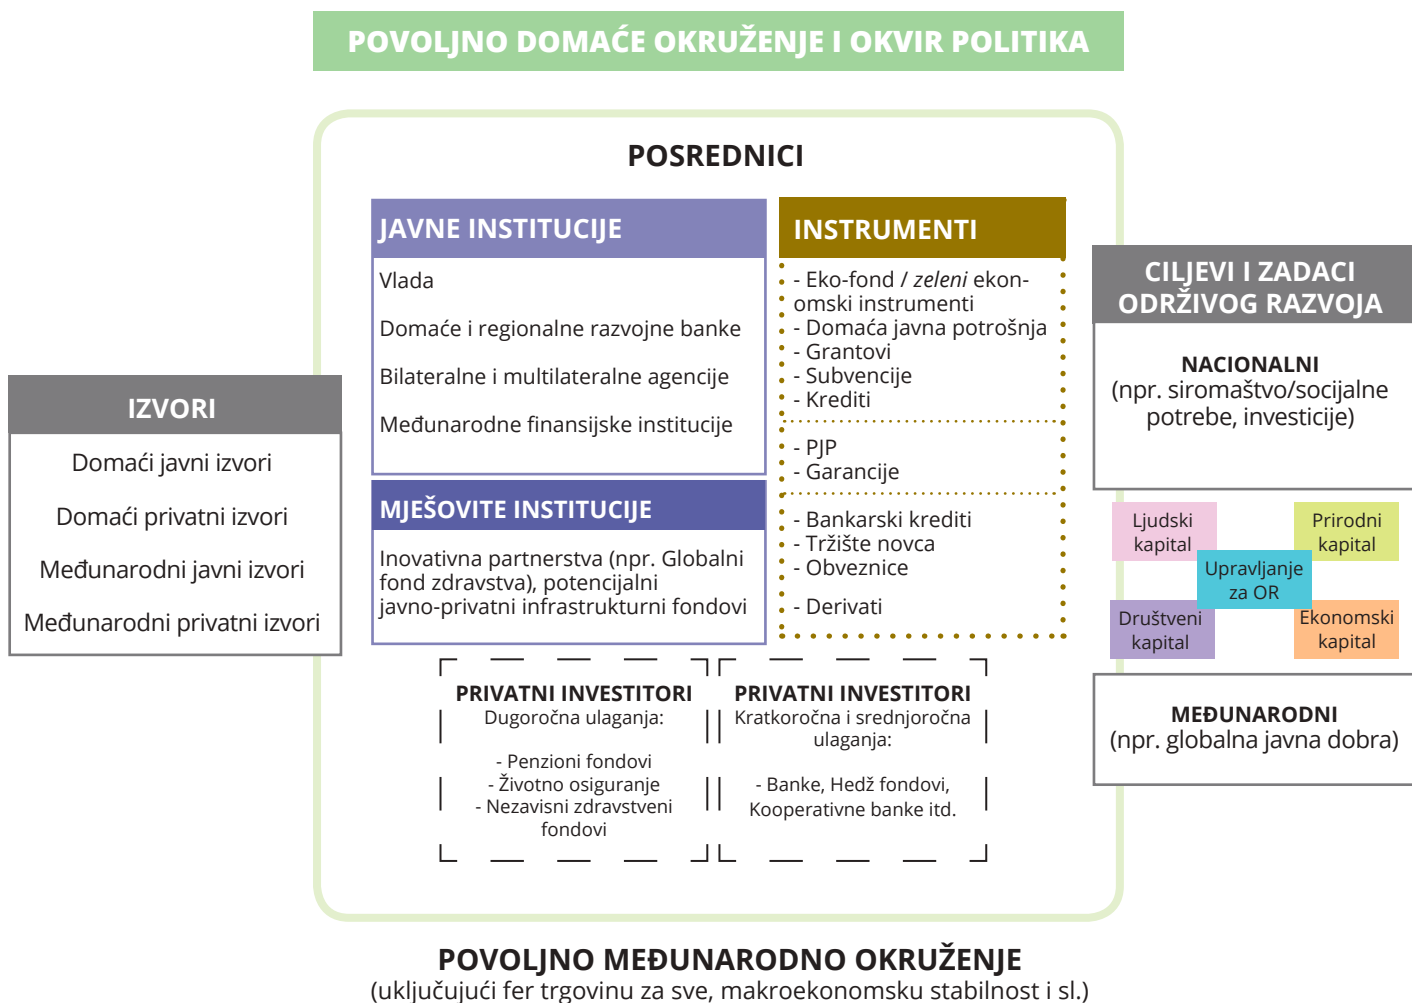 POVOLJNO DOMAĆE OKRUŽENJE I OKVIR POLITIKA
POSREDNICI
IZVORI
Domaći javni izvori
Domaći privatni izvori
Međunarodni javni izvori
Međunarodni privatni izvori
JAVNE INSTITUCIJE
Vlada
Domaće i regionalne razvojne banke
Bilateralne i multilateralne agencije
Međunarodne finansijske institucije
MJEŠOVITE INSTITUCIJE
Inovativna partnerstva (npr. Globalni
fond zdravstva), potencijalni
javno-privatni infrastrukturni fondovi
INSTRUMENTI
- Eko-fond / zeleni ekon-
omski instrumenti
- Domaća javna potrošnja
- Grantovi
- Subvencije
- Krediti
- PJP
- Garancije
- Bankarski krediti
- Tržište novca
- Obveznice
- Derivati
PRIVATNI INVESTITORI
Dugoročna ulaganja:
- Penzioni fondovi
- Životno osiguranje
- Nezavisni zdravstveni
fondovi
PRIVATNI INVESTITORI
Kratkoročna i srednjoročna
ulaganja:
- Banke, Hedž fondovi,
Kooperativne banke itd.
CILJEVI I ZADACI
ODRŽIVOG RAZVOJA
NACIONALNI
(npr. siromaštvo/socijalne
potrebe, investicije)
Ljudski
kapital
Prirodni
kapital
Upravljanje
za OR
Društveni
kapital
Ekonomski
kapital
MEĐUNARODNI
(npr. globalna javna dobra)
POVOLJNO MEĐUNARODNO OKRUŽENJE
(uključujući fer trgovinu za sve, makroekonomsku stabilnost i sl.)